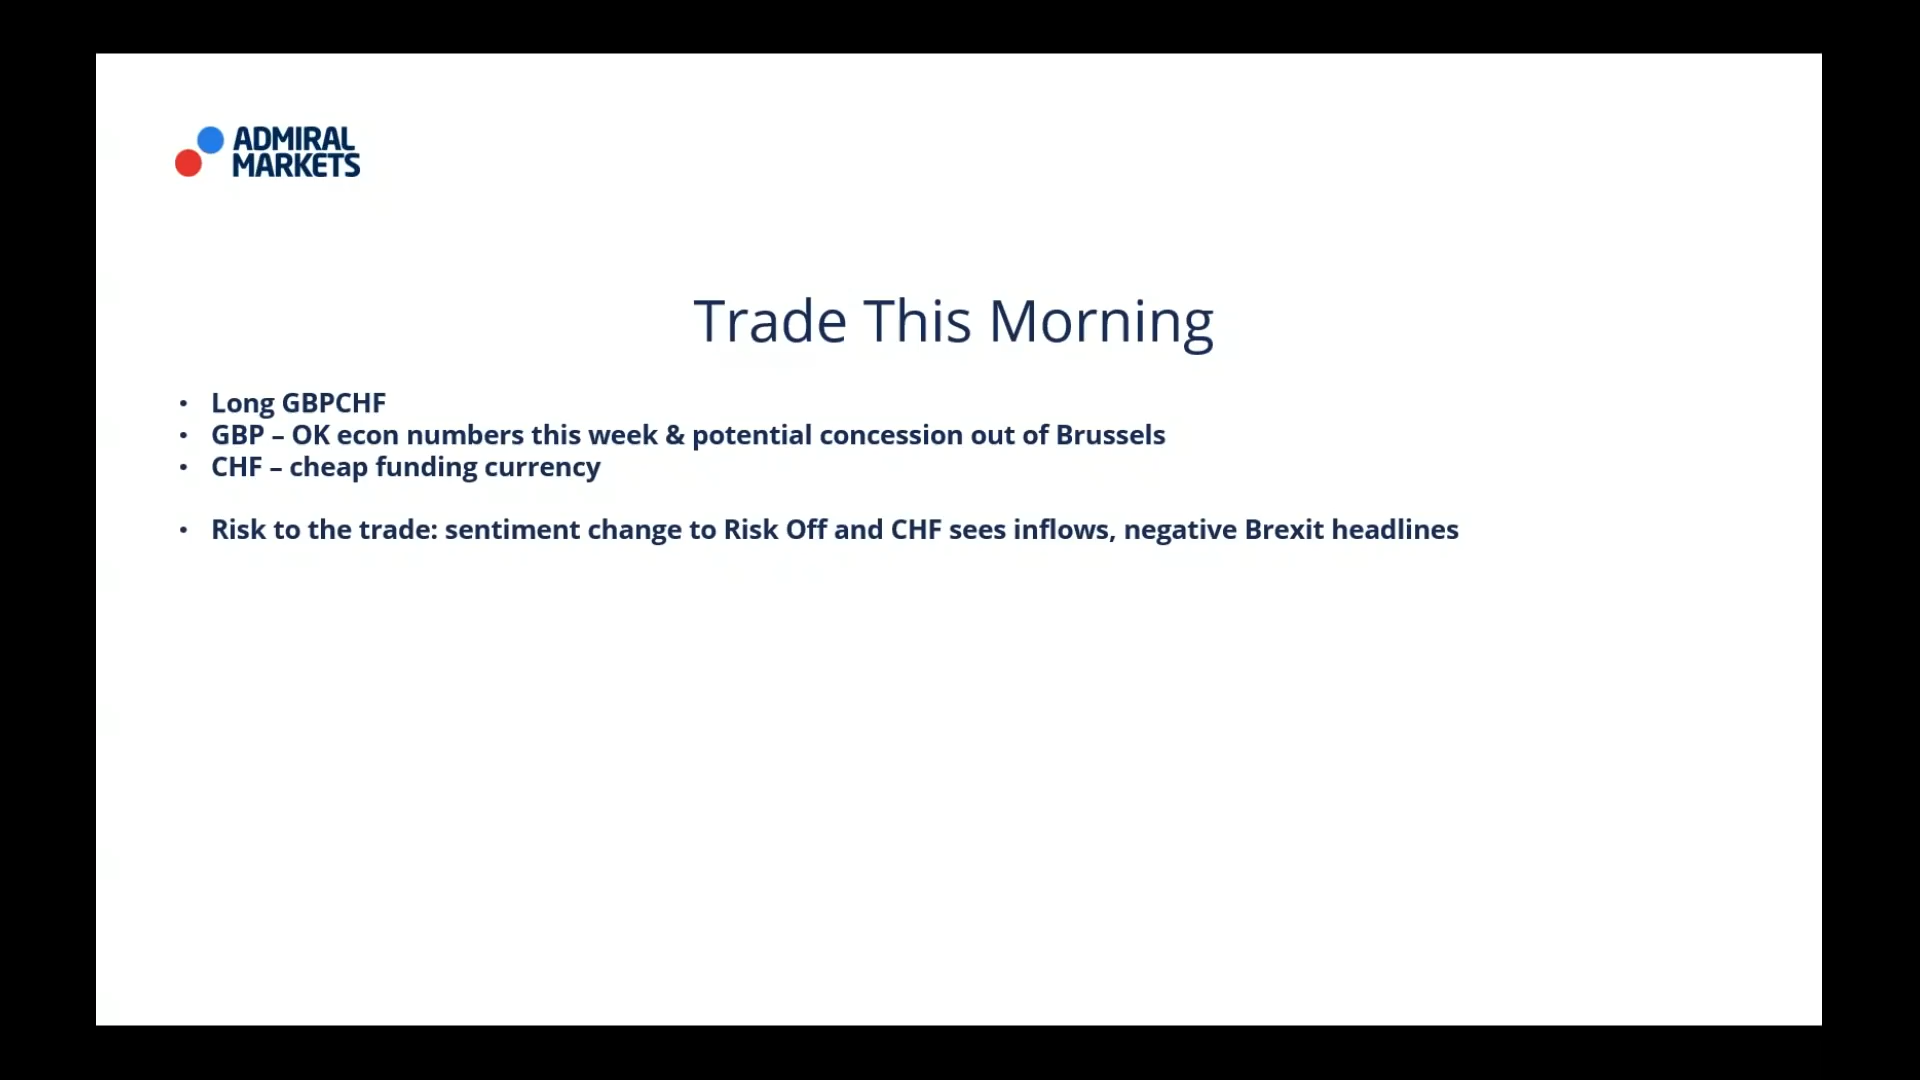 ADMIRAL
MARKETS
Trade This Morning
• Long GBPCHF
• GBP – OK econ numbers this week & potential concession out of Brussels
• CHF – cheap funding currency
• Risk to the trade: sentiment change to Risk Off and CHF sees inflows, negative Brexit headlines